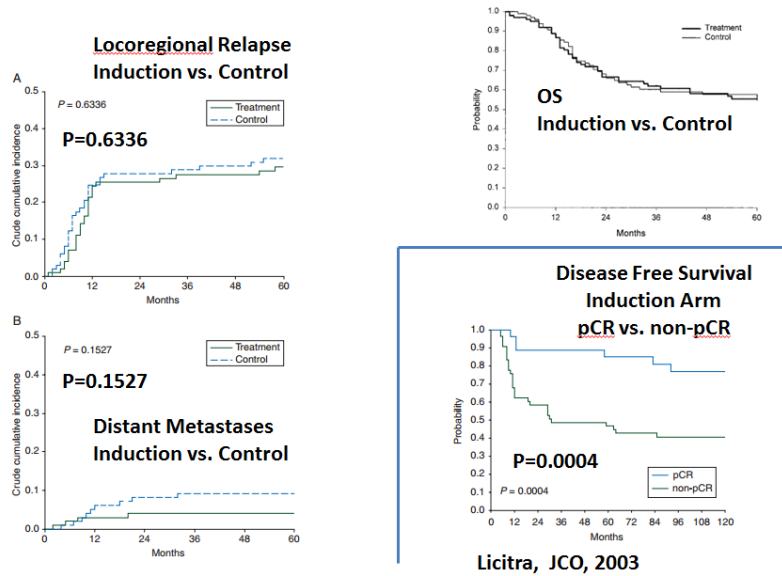 Locoregional Relapse
Induction vs. Control
A
P = 0.6336
P=0.6336
Treatment
Control
Crude cumulative incidence
0.5
0.4
0.3
0.2
0.1
0.0
0 12 24 36 48 60
Months
B
P = 0.1527
P=0.1527
Treatment
Control
Distant Metastases
Induction vs. Control
Crude cumulative incidence
0.5
0.4
0.3
0.2
0.1
0.0
0 12 24 36 48 60
Months
Treatment
Control
OS
Induction vs. Control
Probability
1.0
0.9
0.8
0.7
0.6
0.5
0.4
0.3
0.2
0.1
0.0
0 12 24 36 48 60
Months
Disease Free Survival
Induction Arm
pCR vs. non-pCR
Probability
1.0
0.9
0.8
0.7
0.6
0.5
0.4
0.3
0.2
0.1
0.0
P=0.0004
P = 0.0004
pCR
non-pCR
0 12 24 36 48 60 72 84 96 108 120
Months
Licitra, JCO, 2003